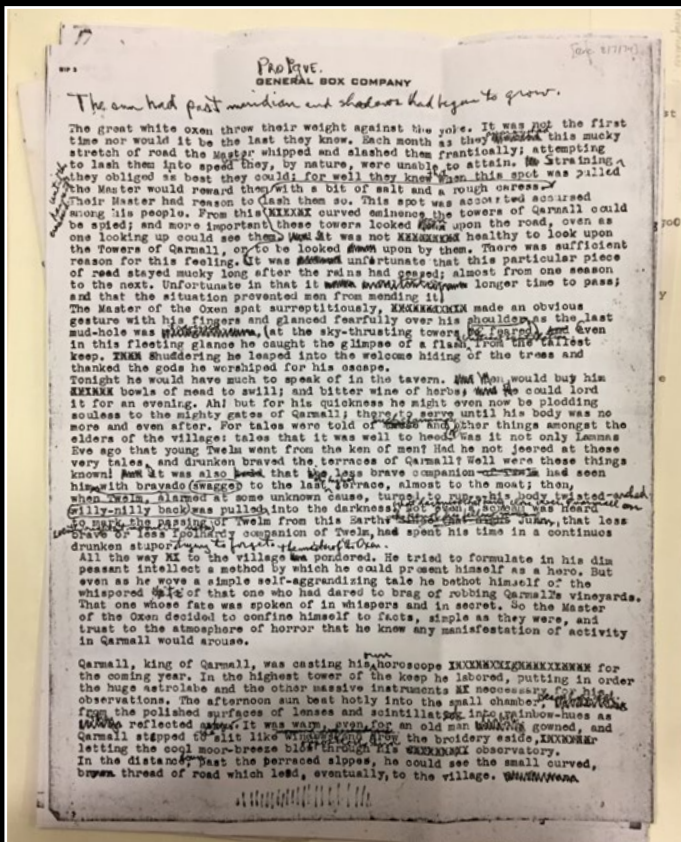 17
Prologue.
GENERAL BOX COMPANY
The sun had past meridian and shadows had begun to grow.
The great white oxen threw their weight against the yoke. It was not the first
time nor would it be the last they know. Each month as they this mucky
stretch of road the Master whipped and slashed them frantically; attempting
to lash them into speed they, by nature, were unable to attain. Straining
they obliged as best they could; for well they knew when this spot was pulled
the Master would reward them with a bit of salt and a rough caress.
Their Master had reason to lash them so. This spot was accursed
among his people. From this curved eminence the towers of Qarmall could
be spied; and more important these towers looked upon the road, even as
one looking up could see them. It was not healthy to look upon
the Towers of Qarmall, or to be looked upon by them. There was sufficient
reason for this feeling. It was unfortunate that this particular piece
of road stayed mucky long after the rains had ceased; almost from one season
to the next. Unfortunate in that it longer time to pass;
and that the situation prevented men from mending it
The Master of the Oxen spat surreptitiously, made an obvious
gesture with his fingers and glanced fearfully over his shoulder as the last
mud-hole was (at the sky-thrusting towers be feared) even
in this fleeting glance he caught the glimpse of a flash from the tallest
keep. Shuddering he leaped into the welcome hiding of the trees and
thanked the gods he worshiped for his escape.
Tonight he would have much to speak of in the tavern. Men would buy him
bowls of mead to swill; and bitter wine of herbs; he could lord
it for an evening. Ah! but for his quickness he might even now be plodding
souless to the mighty gates of Qarmall; there to serve until his body was no
more and even after. For tales were told of and other things amongst the
elders of the village: tales that it was well to heed. Was it not only Lammas
Eve ago that young Twelm went from the ken of men? Had he not jeered at these
very tales, and drunken braved the terraces of Qarmall? Well were these things
known! It was also that the less brave companion of Twelm had seen
him with bravado swagger to the last terrace, almost to the moat; then,
when Twelm, alarmed at some unknown cause, turned to run, his body twisted-arched
willy-nilly back was pulled into the darkness; not even a scream was heard
to mark the passing of Twelm from this Earth. that less
brave or less foolhardy companion of Twelm, had spent his time in a continuos
drunken stupor.
All the way to the village pondered. He tried to formulate in his dim
peasant intellect a method by which he could present himself as a hero. But
even as he wove a simple self-aggrandizing tale he bethot himself of the
whispered of that one who had dared to brag of robbing Qarmall's vineyards.
That one whose fate was spoken of in whispers and in secret. So the Master
of the Oxen decided to confine himself to facts, simple as they were, and
trust to the atmosphere of horror that he knew any manisfestation of activity
in Qarmall would arouse.
Qarmall, king of Qarmall, was casting his horoscope for
the coming year. In the highest tower of the keep he labored, putting in order
the huge astrolabe and the other massive instruments
observations. The afternoon sun beat hotly into the small chamber,
from the polished surfaces of lenses and into rainbow-hues as
reflected. It was warm, even for an old man gowned, and
Qarmall stepped to slit like the broidery aside,
letting the cool moor-breeze blow through his observatory.
In the distance, past the perraced slppes, he could see the small curved,
brown thread of road which lead, eventually, to the village.